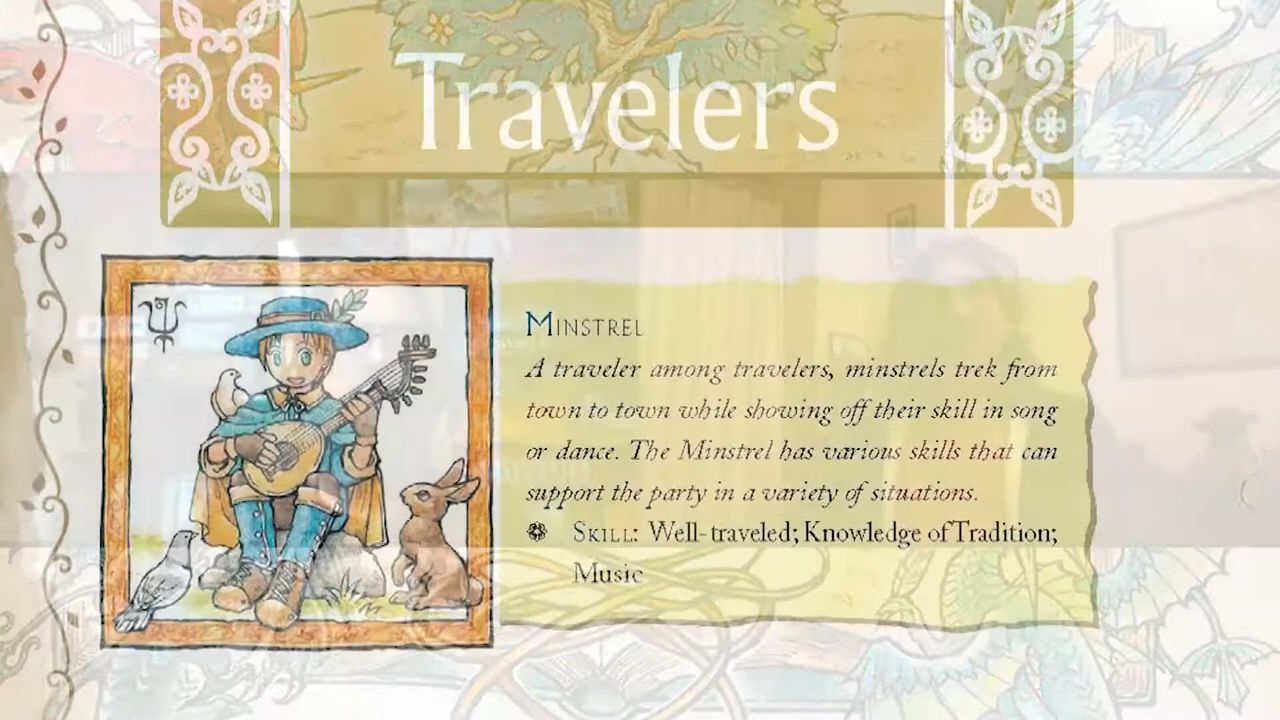 Travelers
MINSTREL
A traveler among travelers, minstrels trek from
town to town while showing off their skill in song
or dance. The Minstrel has various skills that can
support the party in a variety of situations.
SKILL: Well-traveled; Knowledge of Tradition;
Music